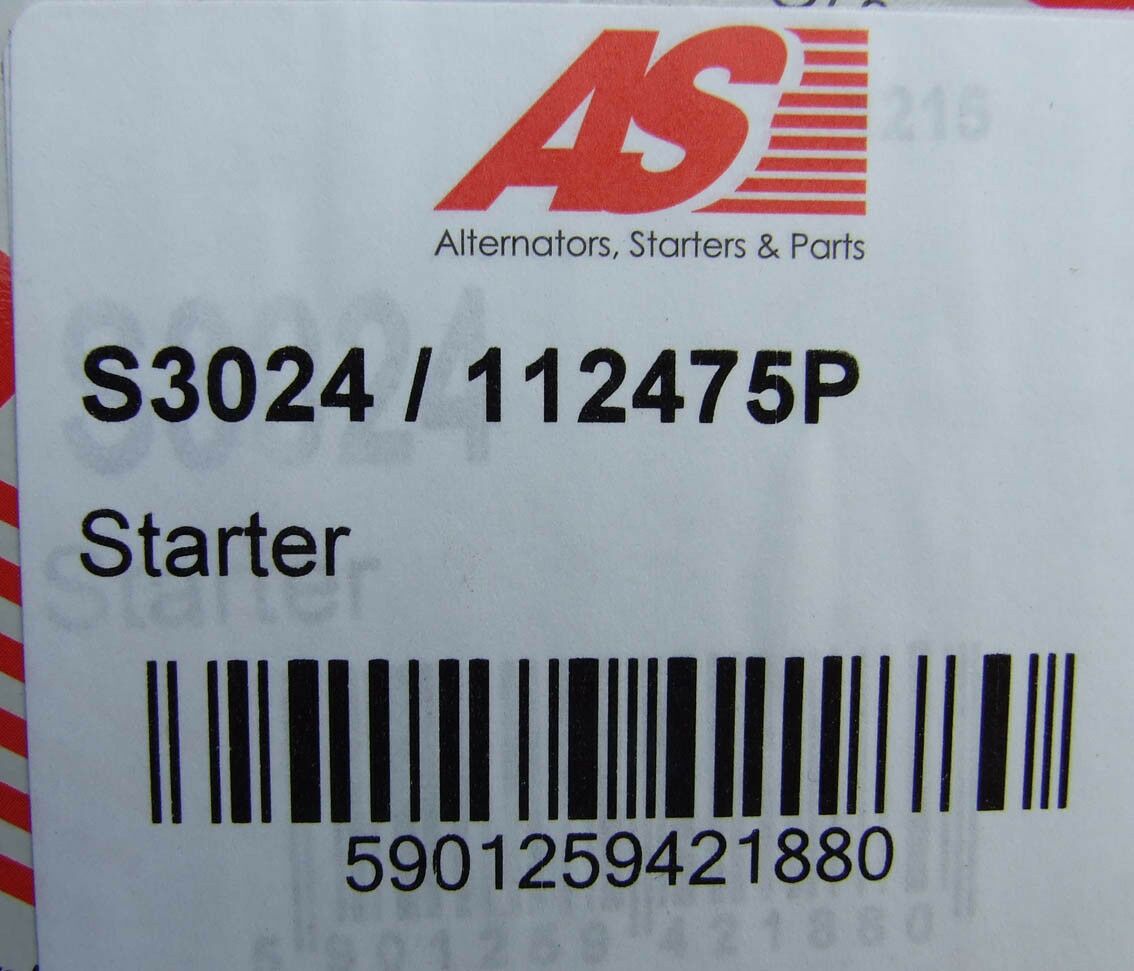 AS
Alternators, Starters & Parts
S3024 / 112475P
Starter
5901259421880